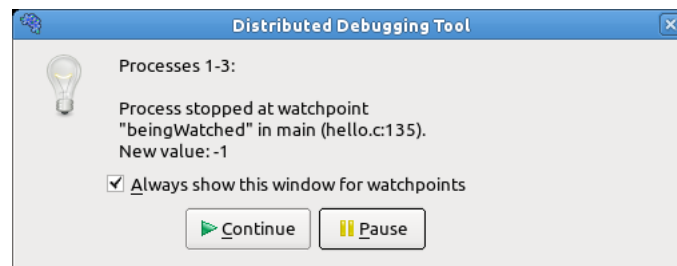 Distributed Debugging Tool
Processes 1-3:
Process stopped at watchpoint
"beingWatched" in main (hello.c:135).
New value: -1
Always show this window for watchpoints
Continue
Pause